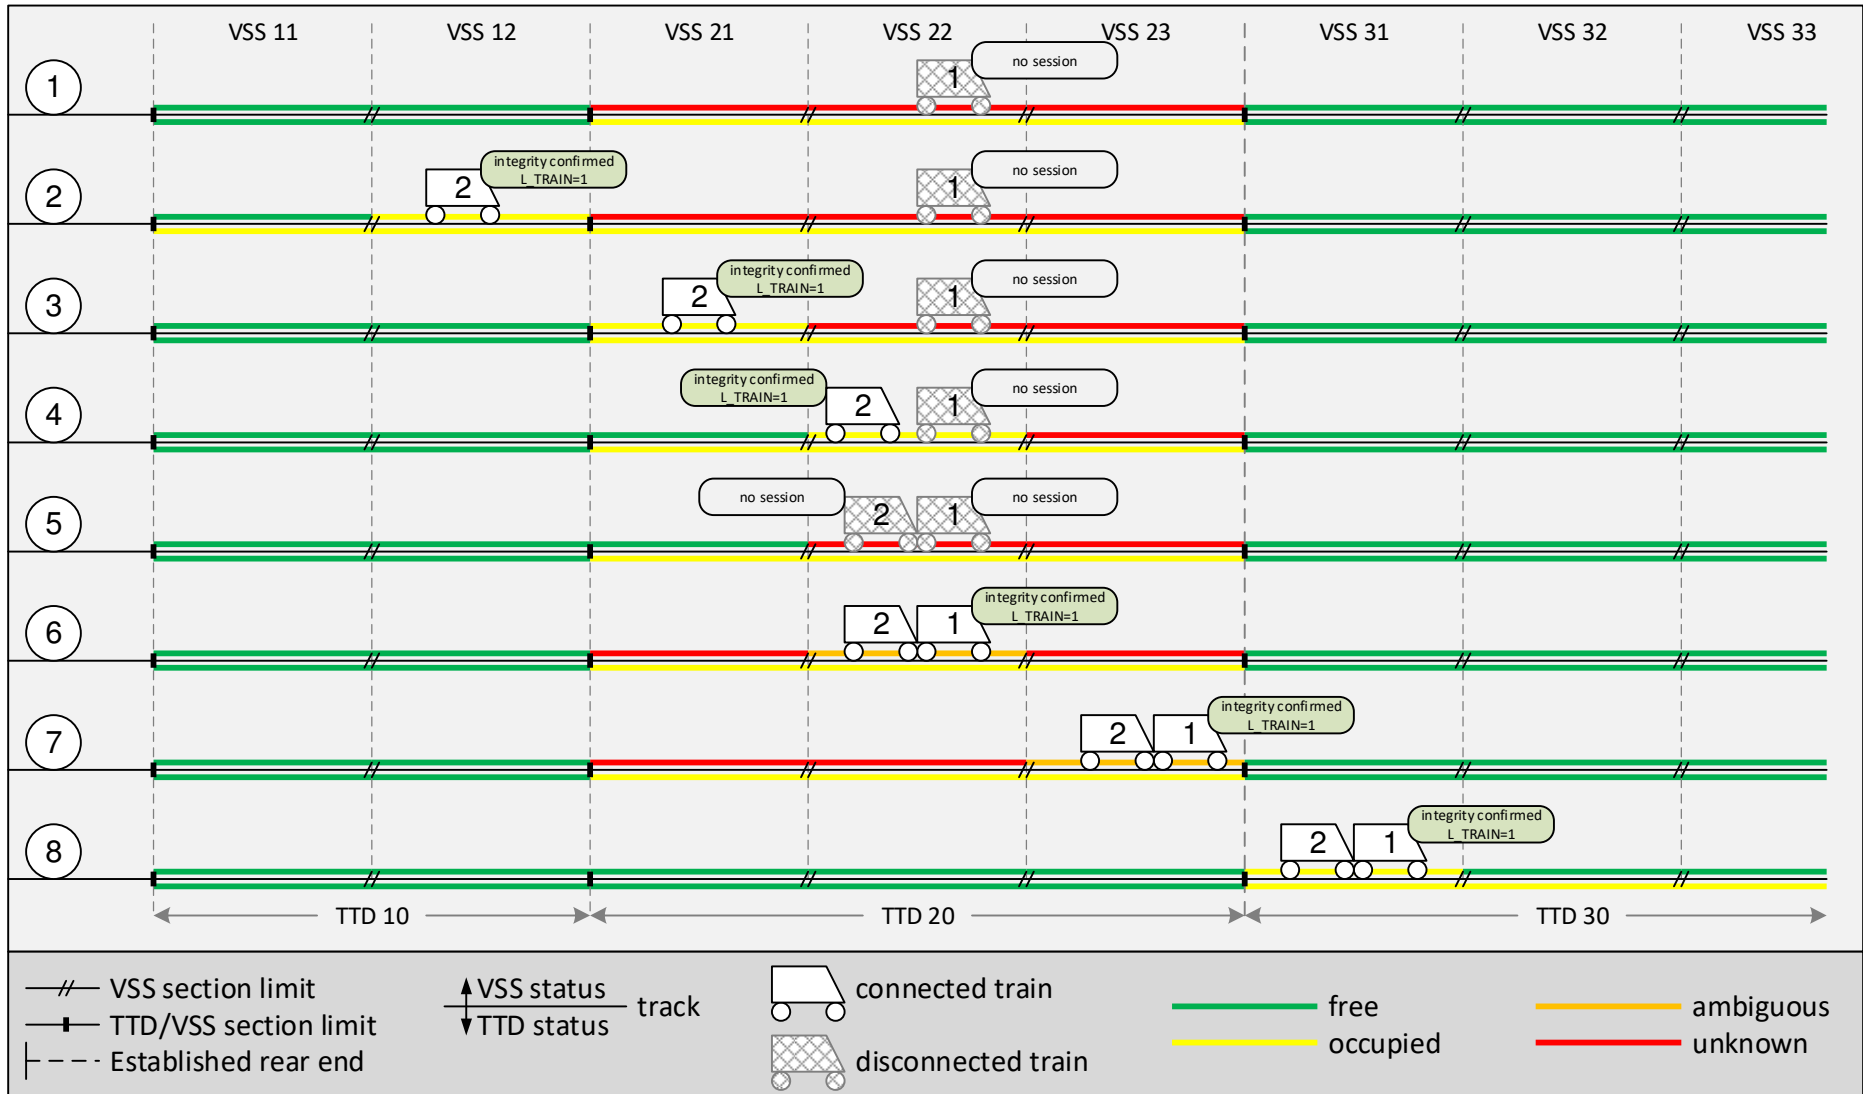 VSS 11 VSS 12 VSS 21 VSS 22 VSS 23 VSS 31 VSS 32 VSS 33
1
1
no session
2
2
integrity confirmed
L_TRAIN=1
1
no session
3
2
integrity confirmed
L_TRAIN=1
1
no session
4
integrity confirmed
L_TRAIN=1
2
1
no session
5
no session
2
1
no session
6
2
1
integrity confirmed
L_TRAIN=1
7
2
1
integrity confirmed
L_TRAIN=1
8
2
1
integrity confirmed
L_TRAIN=1
TTD 10 TTD 20 TTD 30
VSS section limit
TTD/VSS section limit
Established rear end
VSS status
TTD status
track
connected train
disconnected train
free
occupied
ambiguous
unknown